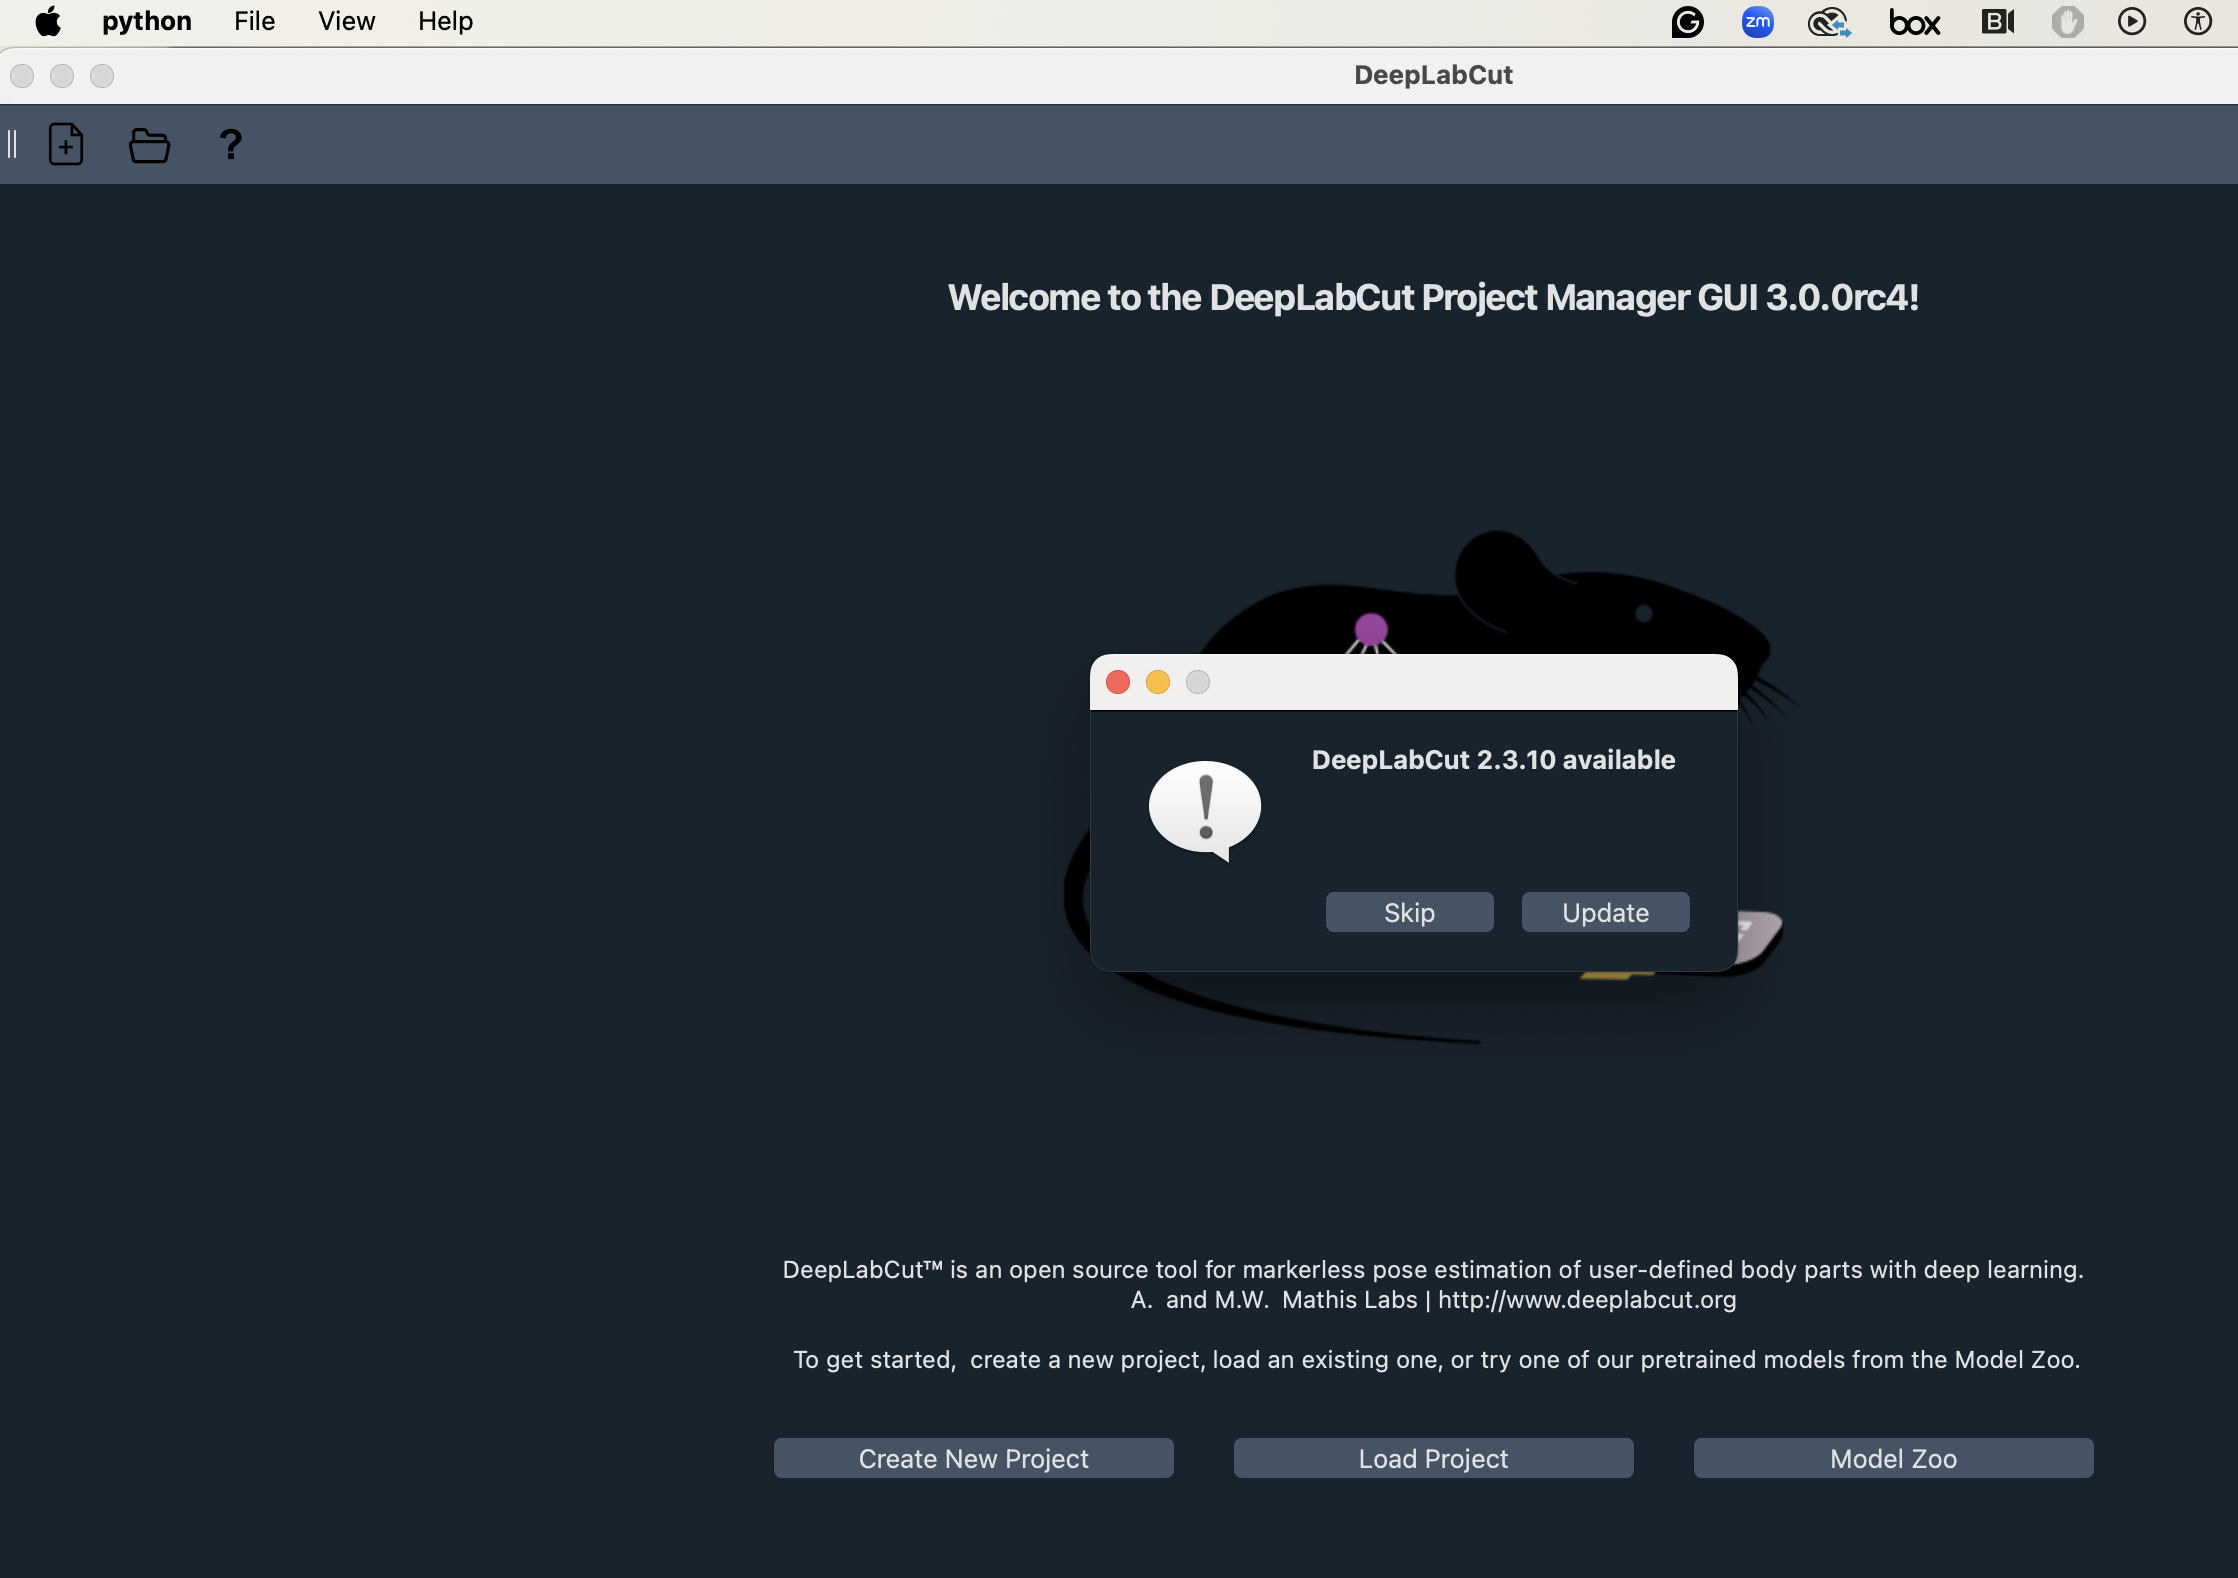 python File View Help
zm box B
DeepLabCut
?
Welcome to the DeepLabCut Project Manager GUI 3.0.0rc4!
DeepLabCut 2.3.10 available
!
Skip Update
DeepLabCut™ is an open source tool for markerless pose estimation of user-defined body parts with deep learning.
A. and M.W. Mathis Labs | http://www.deeplabcut.org
To get started, create a new project, load an existing one, or try one of our pretrained models from the Model Zoo.
Create New Project Load Project Model Zoo